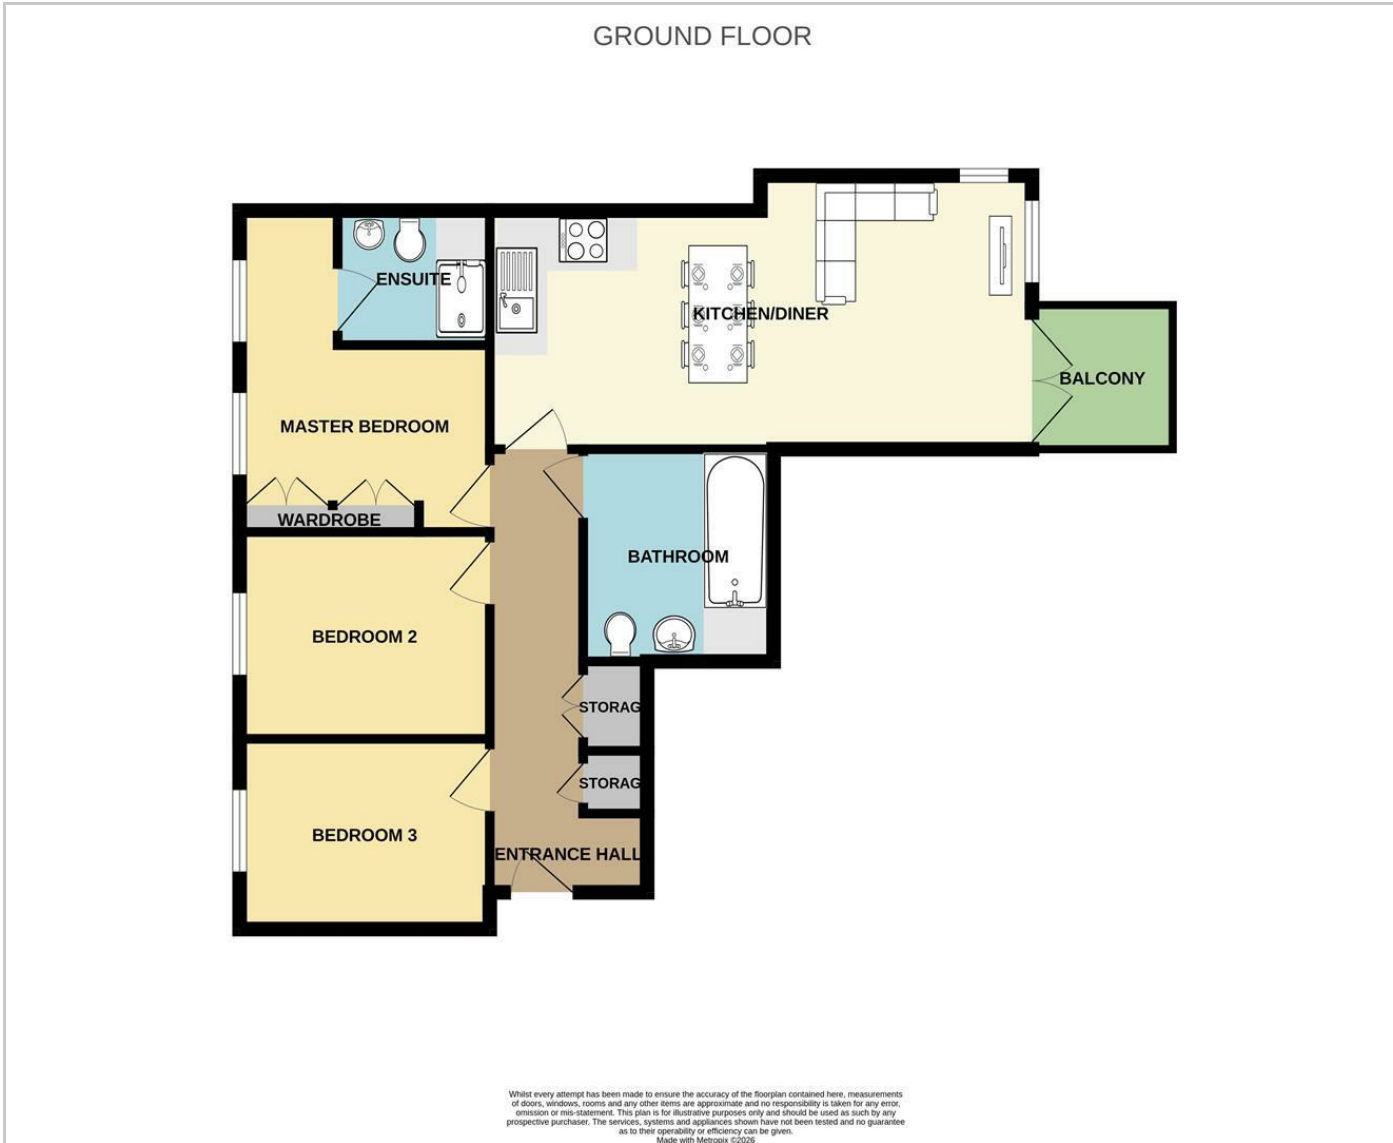 GROUND FLOOR
ENSUITE
KITCHEN/DINER
BALCONY
MASTER BEDROOM
WARDROBE
BATHROOM
BEDROOM 2
STORAG
STORAG
BEDROOM 3
ENTRANCE HALL
Whilst every attempt has been made to ensure the accuracy of the floorplan contained here, measurements
of doors, windows, rooms and any other items are approximate and no responsibility is taken for any error,
omission or mis-statement. This plan is for illustrative purposes only and should be used as such by any
prospective purchaser. The services, systems and appliances shown have not been tested and no guarantee
as to their operability or efficiency can be given.
Made with Metropix ©2026